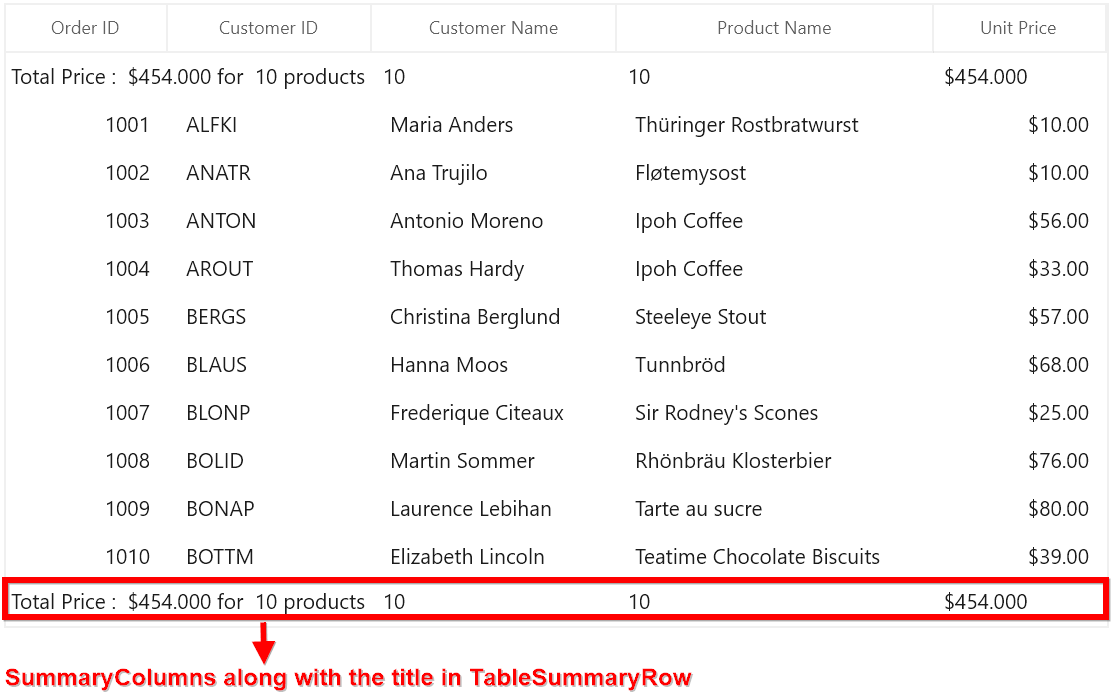 Order ID Customer ID Customer Name Product Name Unit Price
Total Price : $454.000 for 10 products 10 10 $454.000
1001 ALFKI Maria Anders Thüringer Rostbratwurst $10.00
1002 ANATR Ana Trujilo Fløtemysost $10.00
1003 ANTON Antonio Moreno Ipoh Coffee $56.00
1004 AROUT Thomas Hardy Ipoh Coffee $33.00
1005 BERGS Christina Berglund Steeleye Stout $57.00
1006 BLAUS Hanna Moos Tunnbröd $68.00
1007 BLONP Frederique Citeaux Sir Rodney's Scones $25.00
1008 BOLID Martin Sommer Rhönbräu Klosterbier $76.00
1009 BONAP Laurence Lebihan Tarte au sucre $80.00
1010 BOTTM Elizabeth Lincoln Teatime Chocolate Biscuits $39.00
Total Price : $454.000 for 10 products 10 10 $454.000
SummaryColumns along with the title in TableSummaryRow